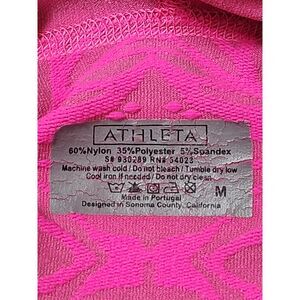 ATHLETA
60%Nylon 35%Polyester 5%Spandex
S# 930289 RN# 54023
Machine wash cold / Do not bleach / Tumble dry low
Cool iron if needed / Do not dry clean
M
Made in Portugal
Designed in Sonoma County, California